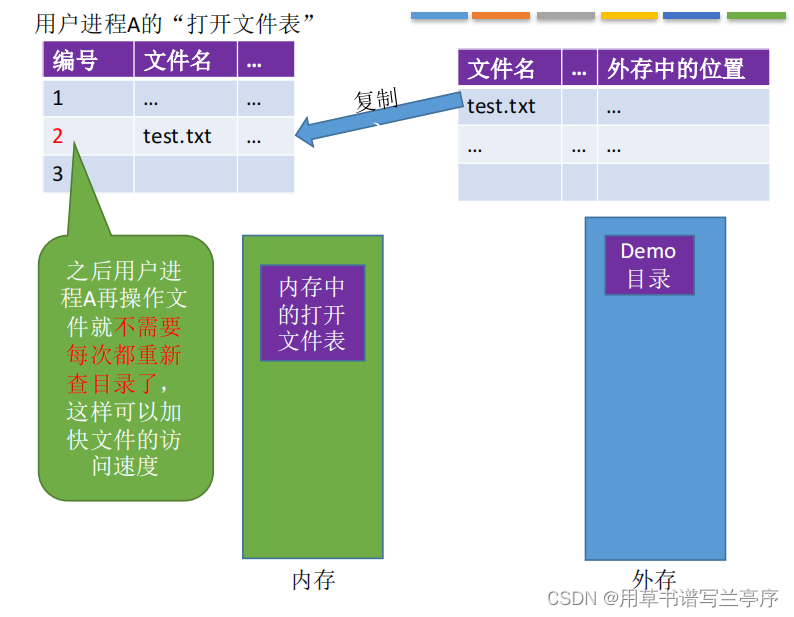 用户进程A的“打开文件表”
编号 文件名 ...
1 ... ...
2 test.txt ...
3
复制
文件名 ... 外存中的位置
test.txt ...
... ... ...
之后用户进
程A再操作文
件就不需要
每次都重新
查目录了，
这样可以加
快文件的访
问速度
内存中
的打开
文件表
内存
Demo
目录
外存
CSDN @用草书谱写兰亭序